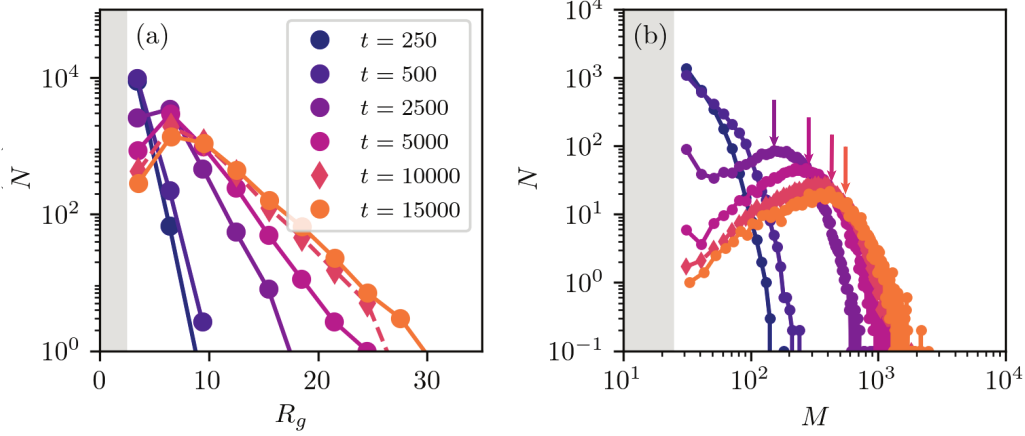 (a)
t = 250
t = 500
t = 2500
t = 5000
t = 10000
t = 15000
10^4
10^2
10^0
N
0 10 20 30
R_g
(b)
10^4
10^3
10^2
10^1
10^0
10^−1
N
10^1 10^2 10^3 10^4
M